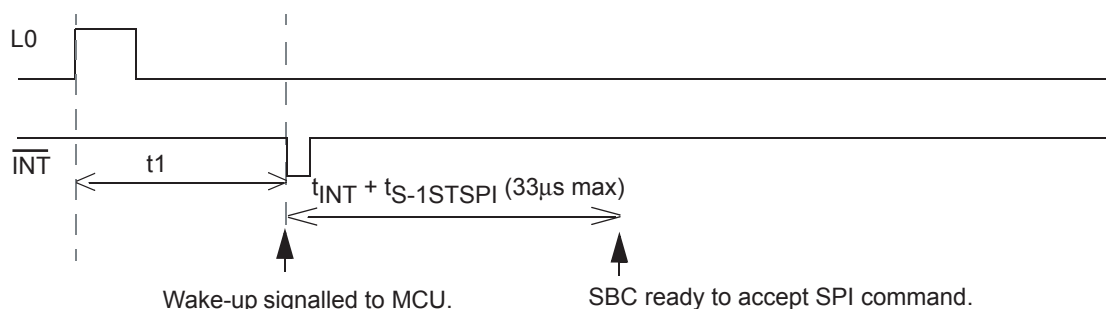 L0
INT
t1
tINT + tS-1STSPI (33μs max)
Wake-up signalled to MCU.
SBC ready to accept SPI command.